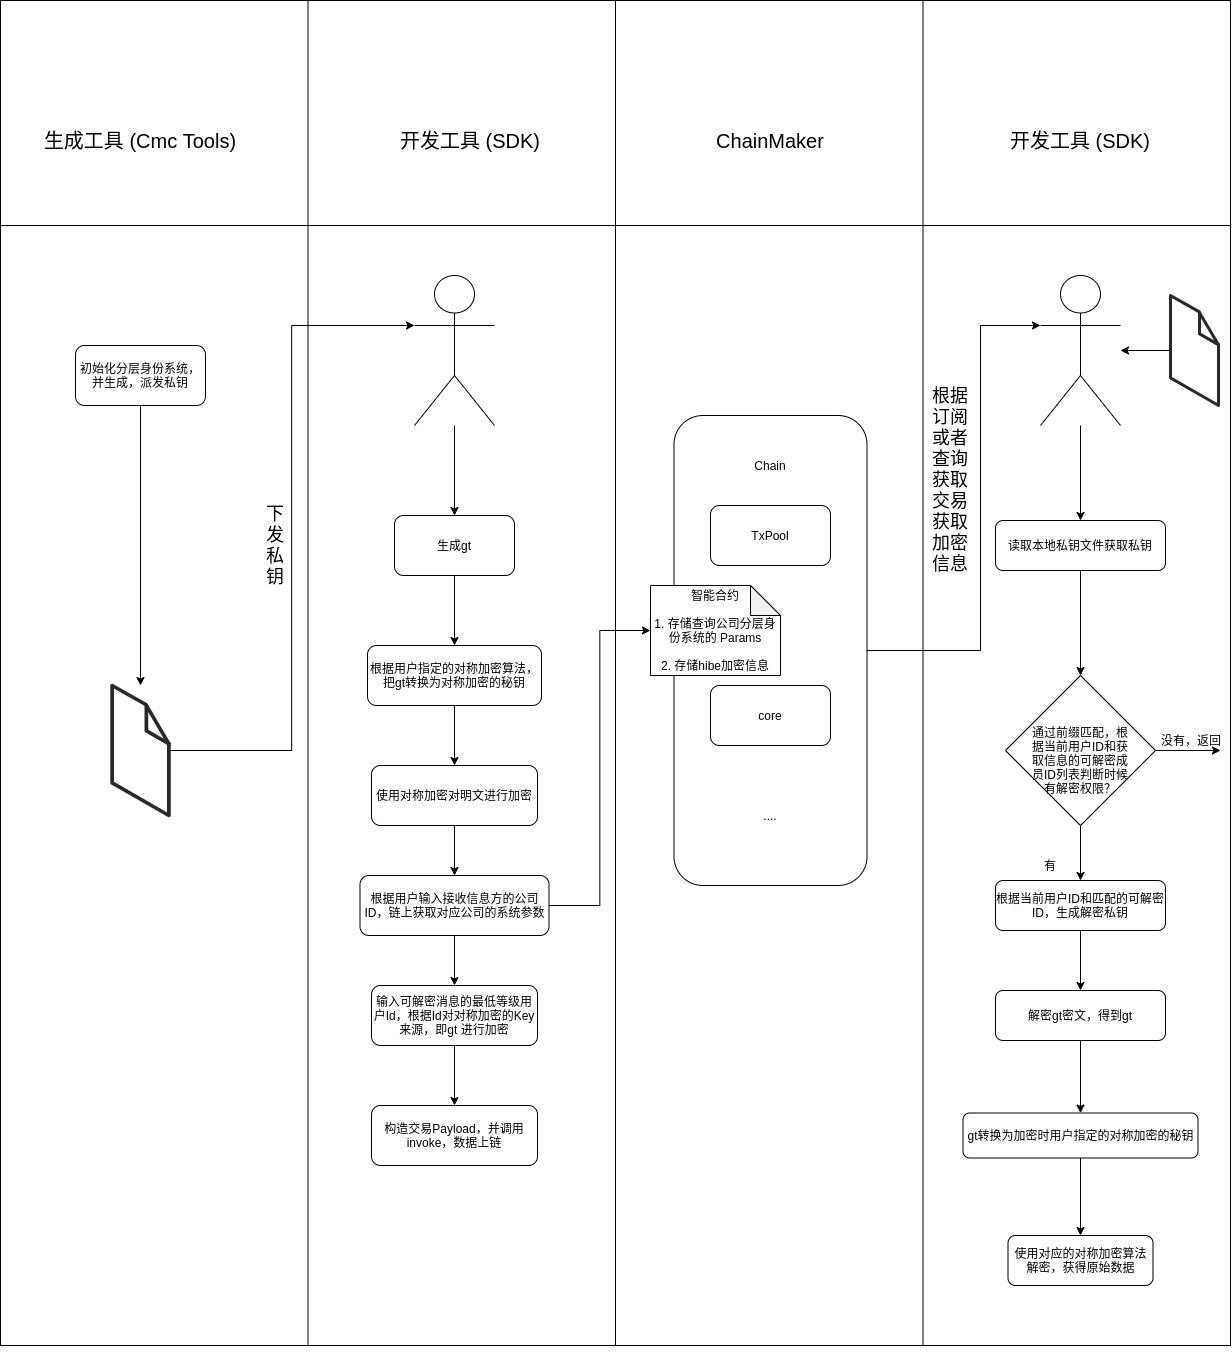 生成工具 (Cmc Tools)
开发工具 (SDK)
ChainMaker
开发工具 (SDK)
初始化分层身份系统，
并生成，派发私钥
下
发
私
钥
生成gt
根据用户指定的对称加密算法，
把gt转换为对称加密的秘钥
使用对称加密对明文进行加密
根据用户输入接收信息方的公司
ID，链上获取对应公司的系统参数
输入可解密消息的最低等级用
户Id，根据Id对对称加密的Key
来源，即gt 进行加密
构造交易Payload，并调用
invoke，数据上链
Chain
TxPool
智能合约
1. 存储查询公司分层身
份系统的 Params
2. 存储hibe加密信息
core
....
根据
订阅
或者
查询
获取
交易
获取
加密
信息
读取本地私钥文件获取私钥
通过前缀匹配，根
据当前用户ID和获
取信息的可解密成
员ID列表判断时候
有解密权限？
没有，返回
有
根据当前用户ID和匹配的可解密
ID，生成解密私钥
解密gt密文，得到gt
gt转换为加密时用户指定的对称加密的秘钥
使用对应的对称加密算法
解密，获得原始数据